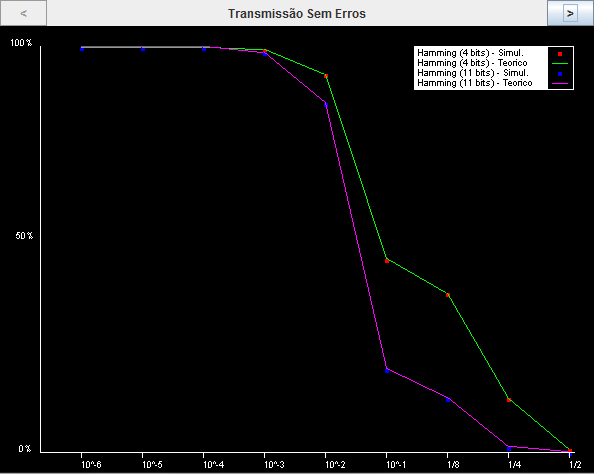 < Transmissão Sem Erros >
100 %
Hamming (4 bits) - Simul.
Hamming (4 bits) - Teorico
Hamming (11 bits) - Simul.
Hamming (11 bits) - Teorico
50 %
0 %
10^-6 10^-5 10^-4 10^-3 10^-2 10^-1 1/8 1/4 1/2